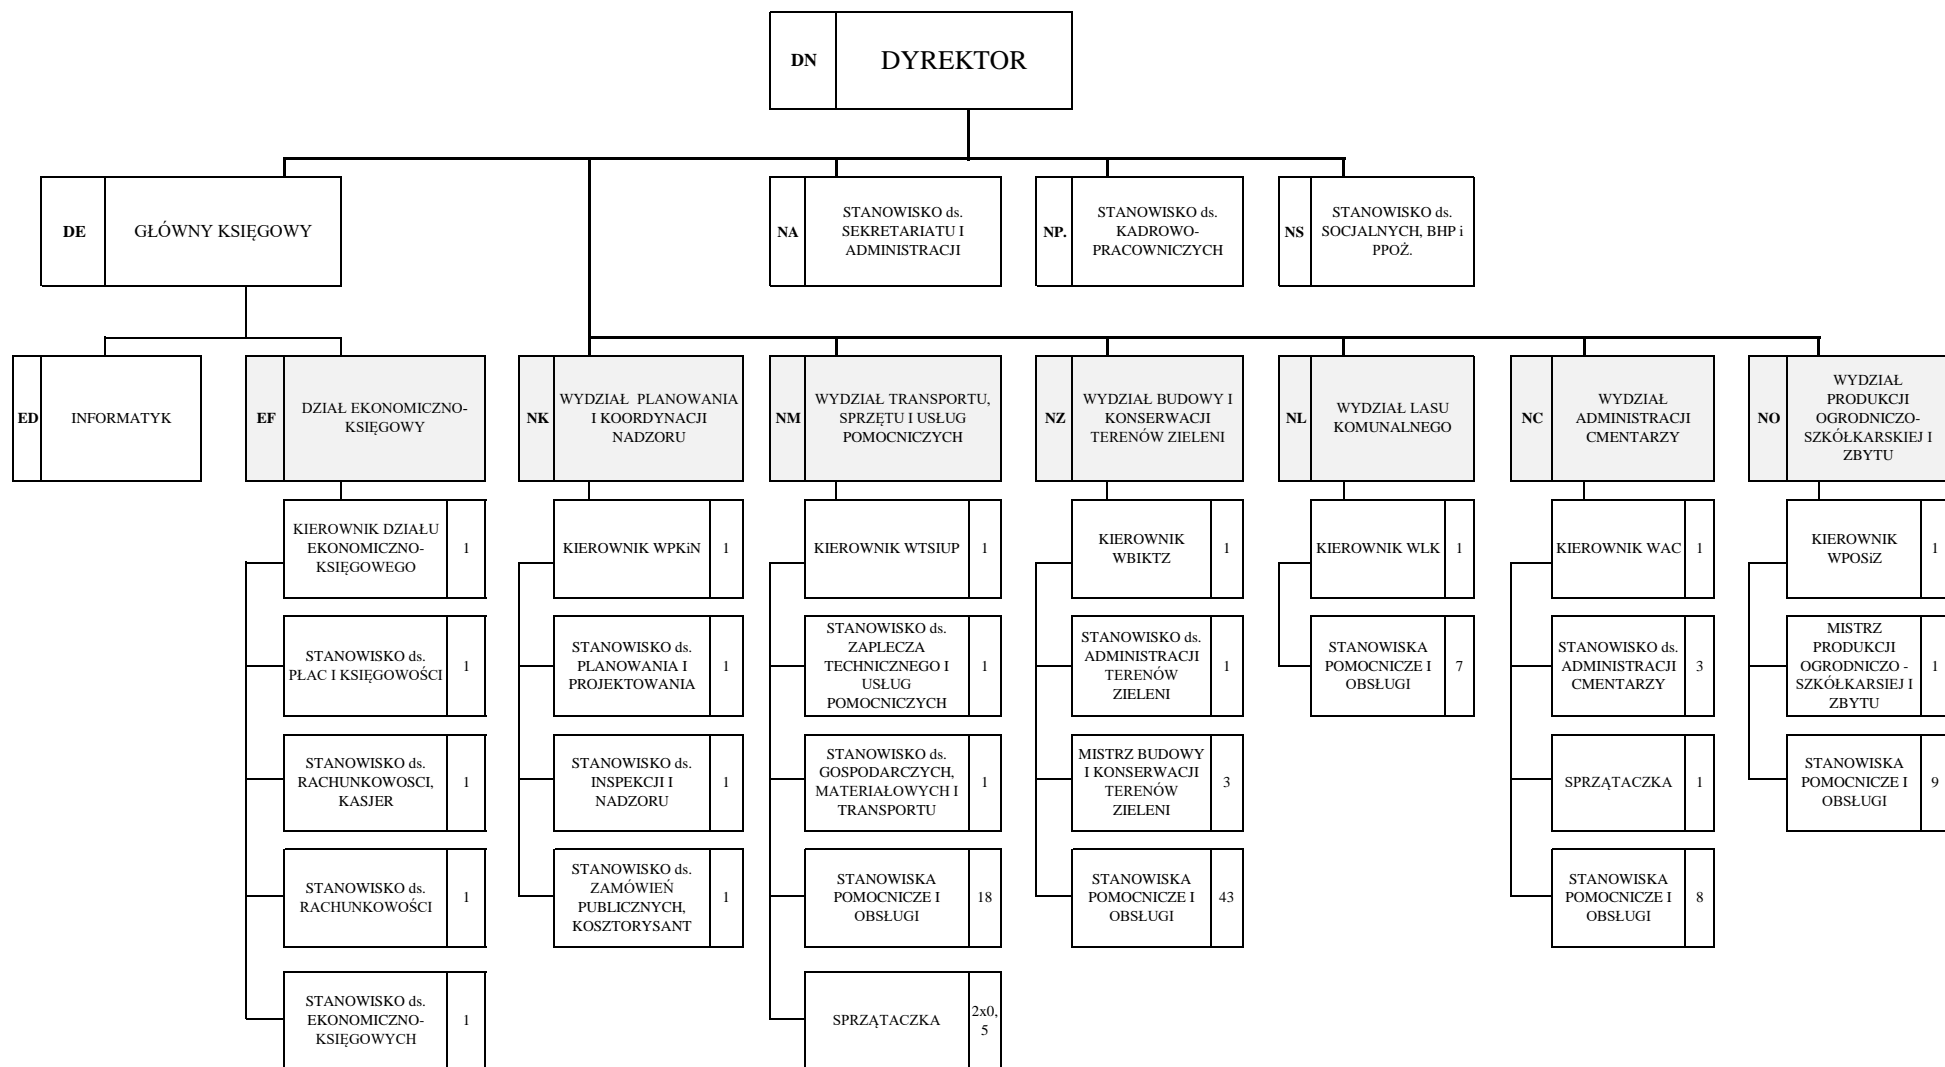 DN
DYREKTOR
DE
GŁÓWNY KSIĘGOWY
NA
STANOWISKO ds.
SEKRETARIATU I
ADMINISTRACJI
NP.
STANOWISKO ds.
KADROWO-
PRACOWNICZYCH
NS
STANOWISKO ds.
SOCJALNYCH, BHP i
PPOŻ.
ED
INFORMATYK
EF
DZIAŁ EKONOMICZNO-
KSIĘGOWY
NK
WYDZIAŁ PLANOWANIA
I KOORDYNACJI
NADZORU
NM
WYDZIAŁ TRANSPORTU,
SPRZĘTU I USŁUG
POMOCNICZYCH
NZ
WYDZIAŁ BUDOWY I
KONSERWACJI
TERENÓW ZIELENI
NL
WYDZIAŁ LASU
KOMUNALNEGO
NC
WYDZIAŁ
ADMINISTRACJI
CMENTARZY
NO
WYDZIAŁ
PRODUKCJI
OGRODNICZO-
SZKÓŁKARSKIEJ I
ZBYTU
KIEROWNIK DZIAŁU
EKONOMICZNO-
KSIĘGOWEGO
1
KIEROWNIK WPKiN
1
KIEROWNIK WTSIUP
1
KIEROWNIK
WBIKTZ
1
KIEROWNIK WLK
1
KIEROWNIK WAC
1
KIEROWNIK
WPOSiZ
1
STANOWISKO ds.
PŁAC I KSIĘGOWOŚCI
1
STANOWISKO ds.
PLANOWANIA I
PROJEKTOWANIA
1
STANOWISKO ds.
ZAPLECZA
TECHNICZNEGO I
USŁUG
POMOCNICZYCH
1
STANOWISKO ds.
ADMINISTRACJI
TERENÓW
ZIELENI
1
STANOWISKA
POMOCNICZE I
OBSŁUGI
7
STANOWISKO ds.
ADMINISTRACJI
CMENTARZY
3
MISTRZ
PRODUKCJI
OGRODNICZO -
SZKÓŁKARSIEJ I
ZBYTU
1
STANOWISKO ds.
RACHUNKOWOSCI,
KASJER
1
STANOWISKO ds.
INSPEKCJI I
NADZORU
1
STANOWISKO ds.
GOSPODARCZYCH,
MATERIAŁOWYCH I
TRANSPORTU
1
MISTRZ BUDOWY
I KONSERWACJI
TERENÓW
ZIELENI
3
SPRZĄTACZKA
1
STANOWISKA
POMOCNICZE I
OBSŁUGI
9
STANOWISKO ds.
RACHUNKOWOŚCI
1
STANOWISKO ds.
ZAMÓWIEŃ
PUBLICZNYCH,
KOSZTORYSANT
1
STANOWISKA
POMOCNICZE I
OBSŁUGI
18
STANOWISKA
POMOCNICZE I
OBSŁUGI
43
STANOWISKA
POMOCNICZE I
OBSŁUGI
8
STANOWISKO ds.
EKONOMICZNO-
KSIĘGOWYCH
1
SPRZĄTACZKA
2x0,
5